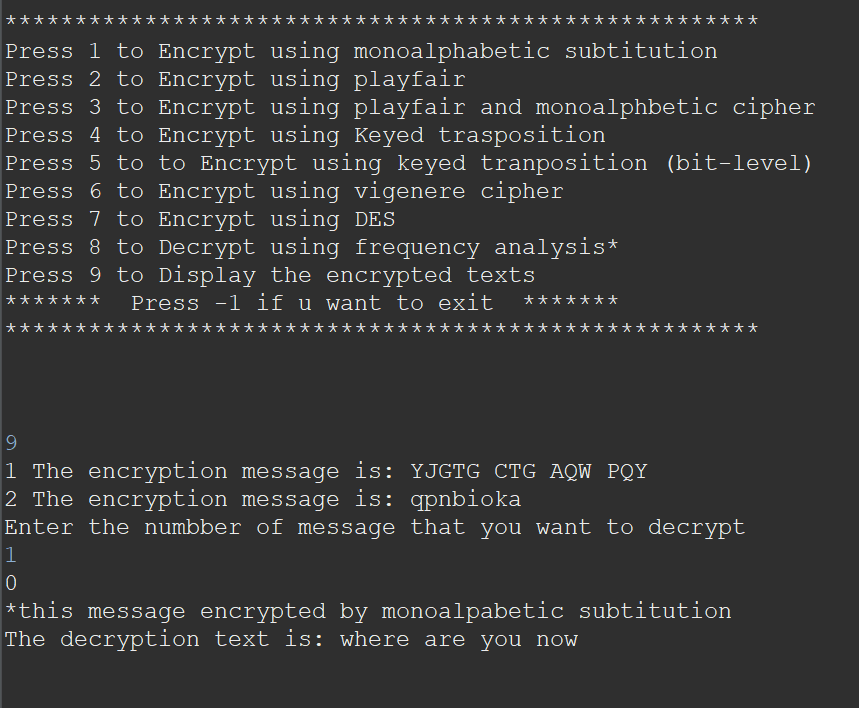 ******************************************************
Press 1 to Encrypt using monoalphabetic subtitution
Press 2 to Encrypt using playfair
Press 3 to Encrypt using playfair and monoalphbetic cipher
Press 4 to Encrypt using Keyed trasposition
Press 5 to to Encrypt using keyed tranposition (bit-level)
Press 6 to Encrypt using vigenere cipher
Press 7 to Encrypt using DES
Press 8 to Decrypt using frequency analysis*
Press 9 to Display the encrypted texts
*******  Press -1 if u want to exit  *******
******************************************************
9
1 The encryption message is: YJGTG CTG AQW PQY
2 The encryption message is: qpnbioka
Enter the numbber of message that you want to decrypt
1
0
*this message encrypted by monoalpabetic subtitution
The decryption text is: where are you now